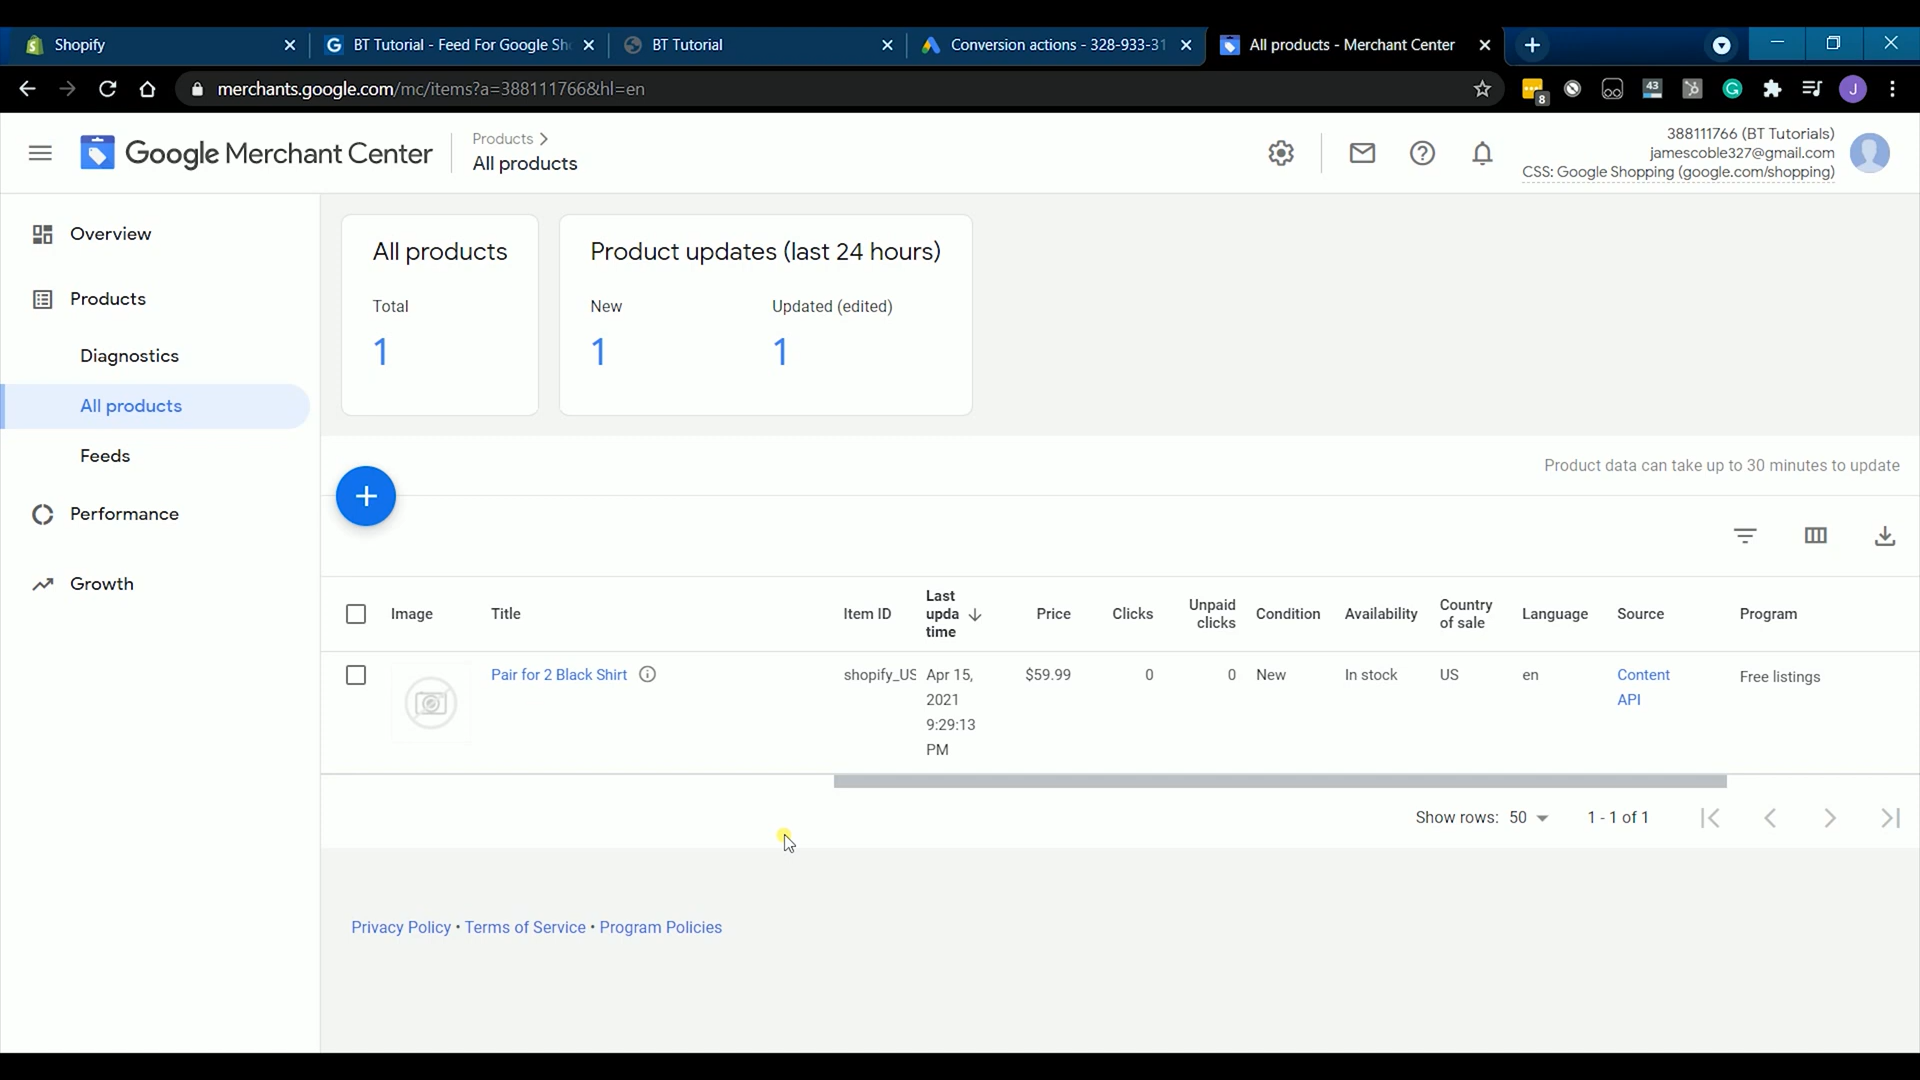 Shopify
BT Tutorial - Feed For Google Sh
BT Tutorial
Conversion actions - 328-933-31
All products - Merchant Center
merchants.google.com/mc/items?a=388111766&hl=en
8
43
J
Google Merchant Center
Products
All products
388111766 (BT Tutorials)
jamescoble327@gmail.com
CSS: Google Shopping (google.com/shopping)
Overview
Products
Diagnostics
All products
Feeds
Performance
Growth
All products
Total
1
Product updates (last 24 hours)
New
Updated (edited)
1
1
Product data can take up to 30 minutes to update
Image
Title
Item ID
Last
upda
time
Price
Clicks
Unpaid
clicks
Condition
Availability
Country
of sale
Language
Source
Program
Pair for 2 Black Shirt
shopify_US
Apr 15,
2021
9:29:13
PM
$59.99
0
0
New
In stock
US
en
Content
API
Free listings
Show rows: 50
1 - 1 of 1
Privacy Policy • Terms of Service • Program Policies